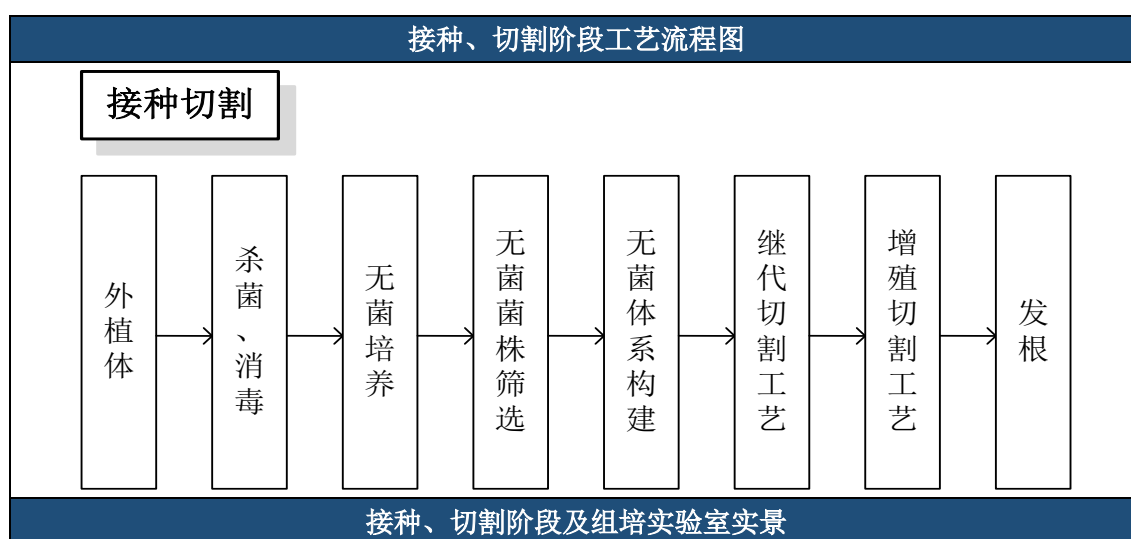 接种、切割阶段工艺流程图
接种切割
外植体
杀菌、消毒
无菌培养
无菌菌株筛选
无菌体系构建
继代切割工艺
增殖切割工艺
发根
接种、切割阶段及组培实验室实景